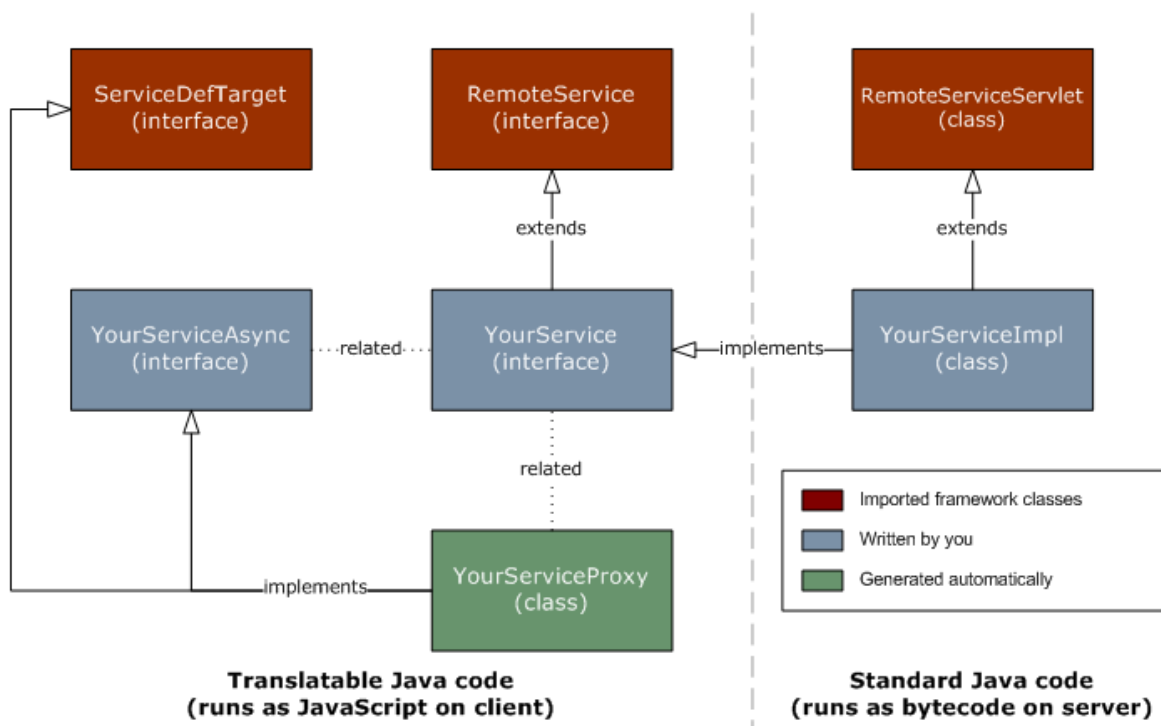 ServiceDefTarget
(interface)
RemoteService
(interface)
RemoteServiceServlet
(class)
extends
extends
YourServiceAsync
(interface)
related
YourService
(interface)
implements
YourServiceImpl
(class)
related
Imported framework classes
Written by you
Generated automatically
implements
YourServiceProxy
(class)
Translatable Java code
(runs as JavaScript on client)
Standard Java code
(runs as bytecode on server)